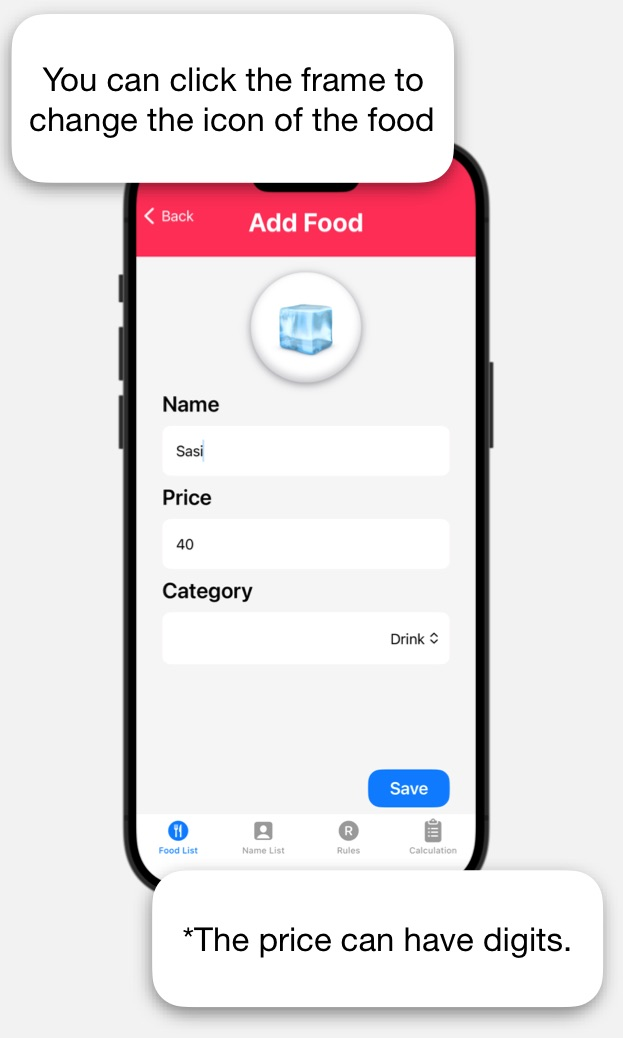 You can click the frame to
change the icon of the food
Back
Add Food
Name
Sasi
Price
40
Category
Drink
Save
Food List
Name List
R
Rules
Calculation
*The price can have digits.